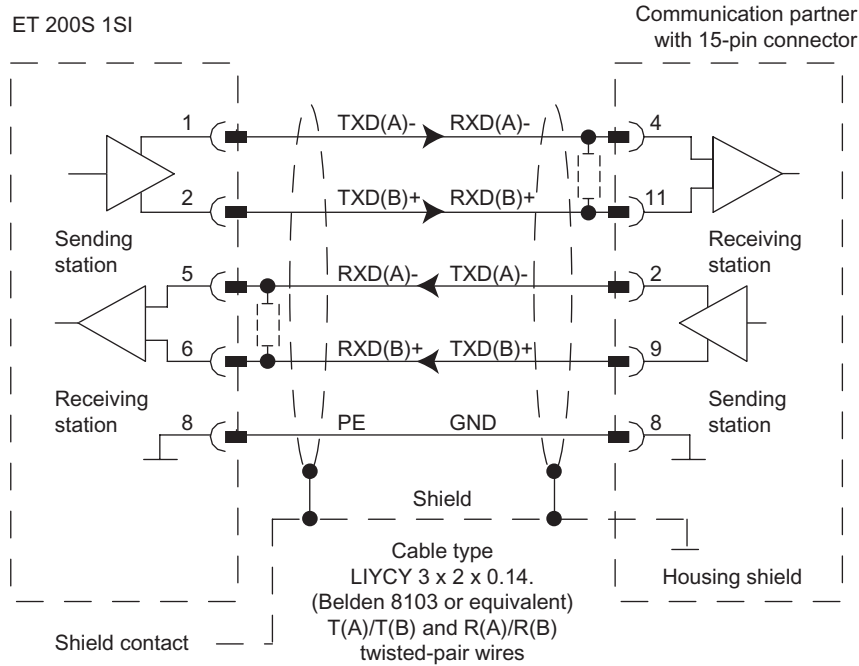 ET 200S 1SI
Communication partner
with 15-pin connector
1 TXD(A)- RXD(A)- 4
2 TXD(B)+ RXD(B)+ 11
Sending
station
Receiving
station
5 RXD(A)- TXD(A)- 2
6 RXD(B)+ TXD(B)+ 9
Receiving
station
Sending
station
8 PE GND 8
Shield
Cable type
LIYCY 3 x 2 x 0.14.
(Belden 8103 or equivalent)
T(A)/T(B) and R(A)/R(B)
twisted-pair wires
Housing shield
Shield contact